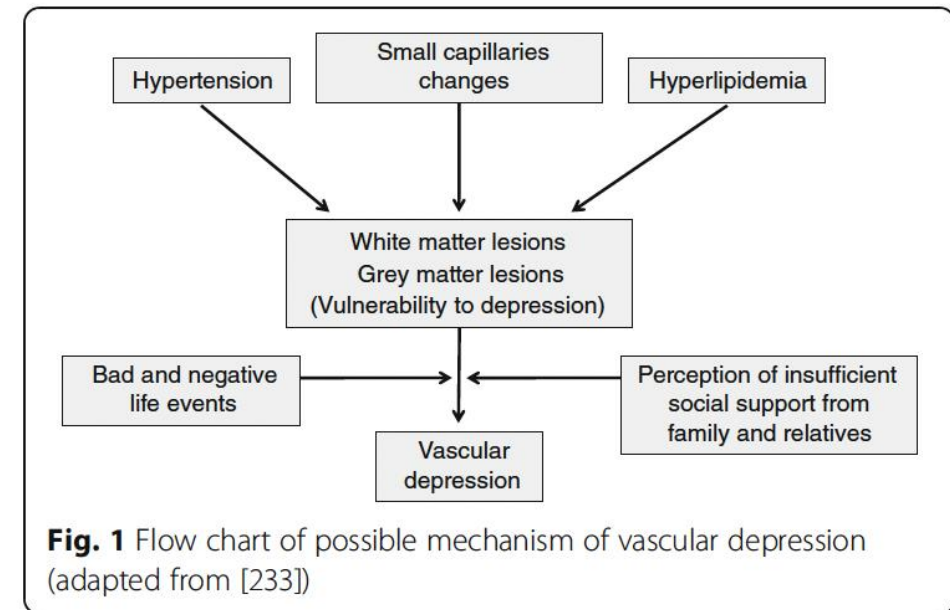 Small capillaries
changes
Hypertension
Hyperlipidemia
White matter lesions
Grey matter lesions
(Vulnerability to depression)
Bad and negative
life events
Perception of insufficient
social support from
family and relatives
Vascular
depression
Fig. 1 Flow chart of possible mechanism of vascular depression
(adapted from [233])